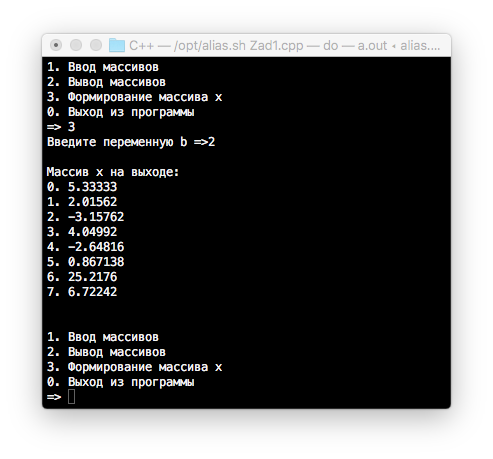 C++ — /opt/alias.sh Zad1.cpp — do — a.out ◂ alias....
1. Ввод массивов
2. Вывод массивов
3. Формирование массива x
0. Выход из программы
=> 3
Введите переменную b =>2
Массив x на выходе:
0. 5.33333
1. 2.01562
2. -3.15762
3. 4.04992
4. -2.64816
5. 0.867138
6. 25.2176
7. 6.72242
1. Ввод массивов
2. Вывод массивов
3. Формирование массива x
0. Выход из программы
=>